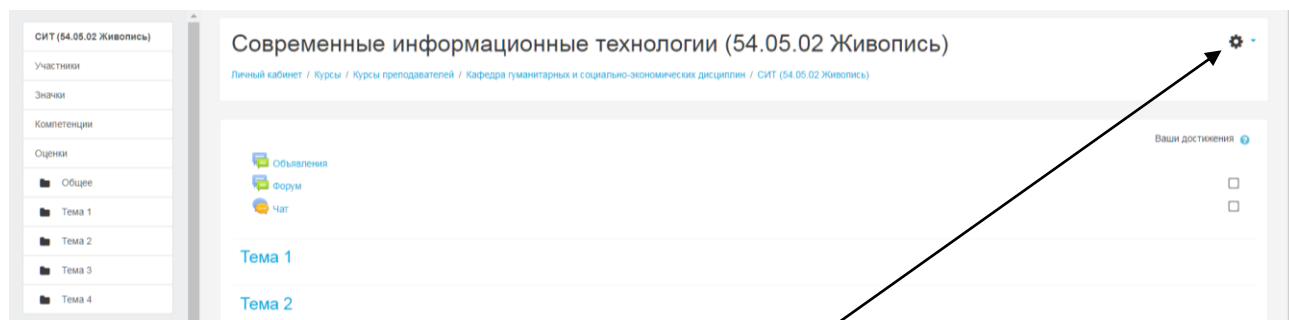 СИТ (54.05.02 Живопись)
Участники
Значки
Компетенции
Оценки
Общее
Тема 1
Тема 2
Тема 3
Тема 4
Современные информационные технологии (54.05.02 Живопись)
Личный кабинет / Курсы / Курсы преподавателей / Кафедра гуманитарных и социально-экономических дисциплин / СИТ (54.05.02 Живопись)
Ваши достижения
Объявления
Форум
Чат
Тема 1
Тема 2